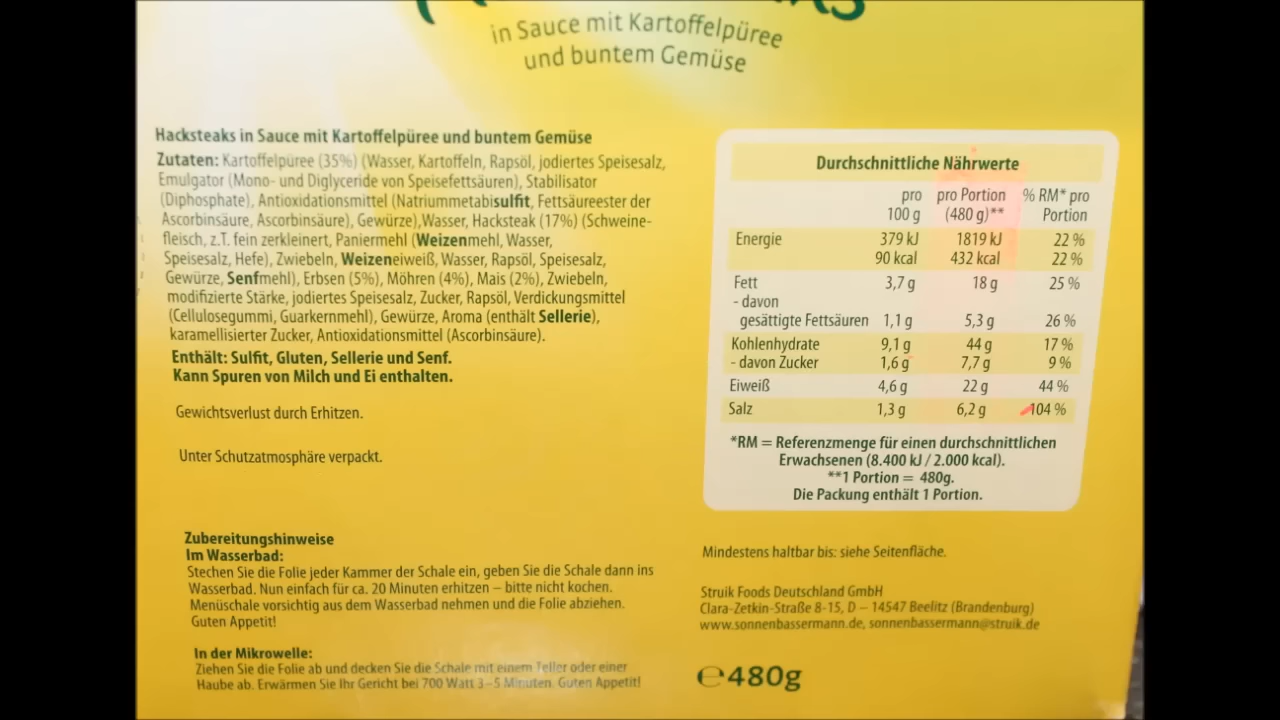 in Sauce mit Kartoffelpüree
und buntem Gemüse
Hacksteaks in Sauce mit Kartoffelpüree und buntem Gemüse
Zutaten: Kartoffelpüree (35%) (Wasser, Kartoffeln, Rapsöl, jodiertes Speisesalz,
Emulgator (Mono- und Diglyceride von Speisefettsäuren), Stabilisator
(Diphosphate), Antioxidationsmittel (Natriummetabisulfit, Fettsäureester der
Ascorbinsäure, Ascorbinsäure), Gewürze),Wasser, Hacksteak (17%) (Schweine-
fleisch, z.T. fein zerkleinert, Paniermehl (Weizenmehl, Wasser,
Speisesalz, Hefe), Zwiebeln, Weizeneiweiß, Wasser, Rapsöl, Speisesalz,
Gewürze, Senfmehl), Erbsen (5%), Möhren (4%), Mais (2%), Zwiebeln,
modifizierte Stärke, jodiertes Speisesalz, Zucker, Rapsöl, Verdickungsmittel
(Cellulosegummi, Guarkernmehl), Gewürze, Aroma (enthält Sellerie),
karamellisierter Zucker, Antioxidationsmittel (Ascorbinsäure).
Enthält: Sulfit, Gluten, Sellerie und Senf.
Kann Spuren von Milch und Ei enthalten.
Gewichtsverlust durch Erhitzen.
Unter Schutzatmosphäre verpackt.
Zubereitungshinweise
Im Wasserbad:
Stechen Sie die Folie jeder Kammer der Schale ein, geben Sie die Schale dann ins
Wasserbad. Nun einfach für ca. 20 Minuten erhitzen – bitte nicht kochen.
Menüschale vorsichtig aus dem Wasserbad nehmen und die Folie abziehen.
Guten Appetit!
In der Mikrowelle:
Ziehen Sie die Folie ab und decken Sie die Schale mit einem Teller oder einer
Haube ab. Erwärmen Sie Ihr Gericht bei 700 Watt 3–5 Minuten. Guten Appetit!
Durchschnittliche Nährwerte
pro pro Portion % RM* pro
100 g (480 g)** Portion
Energie 379 kJ 1819 kJ 22 %
90 kcal 432 kcal 22 %
Fett 3,7 g 18 g 25 %
- davon
gesättigte Fettsäuren 1,1 g 5,3 g 26 %
Kohlenhydrate 9,1 g 44 g 17 %
- davon Zucker 1,6 g 7,7 g 9 %
Eiweiß 4,6 g 22 g 44 %
Salz 1,3 g 6,2 g 104 %
*RM = Referenzmenge für einen durchschnittlichen
Erwachsenen (8.400 kJ / 2.000 kcal).
**1 Portion = 480g.
Die Packung enthält 1 Portion.
Mindestens haltbar bis: siehe Seitenfläche.
Struik Foods Deutschland GmbH
Clara-Zetkin-Straße 8-15, D – 14547 Beelitz (Brandenburg)
www.sonnenbassermann.de, sonnenbassermann@struik.de
℮480g